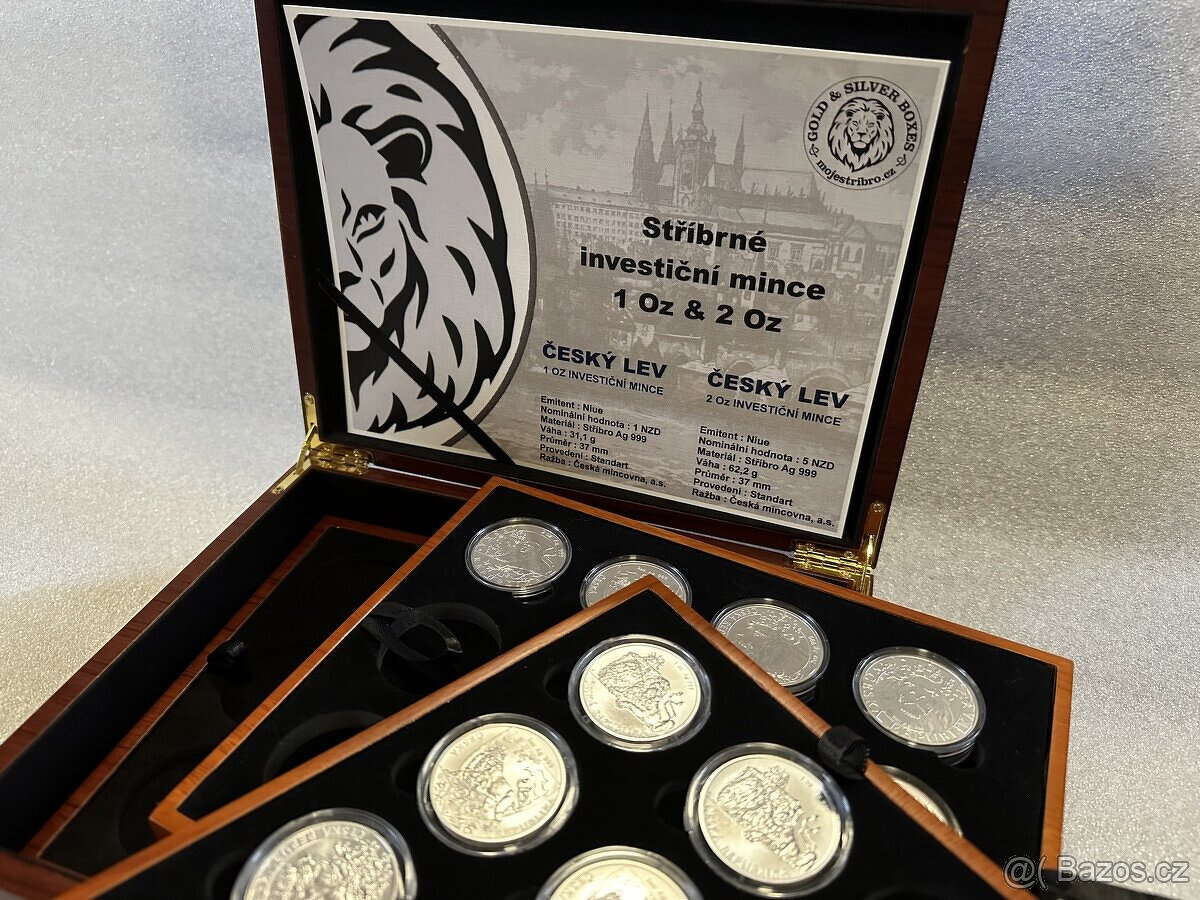 GOLD & SILVER BOXES
mojestribro.cz
Stříbrné
investiční mince
1 Oz & 2 Oz
ČESKÝ LEV
1 OZ INVESTIČNÍ MINCE
Emitent : Niue
Nominální hodnota : 1 NZD
Materiál : Stříbro Ag 999
Váha : 31,1 g
Průměr : 37 mm
Provedení : Standart
Ražba : Česká mincovna, a.s.
ČESKÝ LEV
2 Oz INVESTIČNÍ MINCE
Emitent : Niue
Nominální hodnota : 5 NZD
Materiál : Stříbro Ag 999
Váha : 62,2 g
Průměr : 37 mm
Provedení : Standart
Ražba : Česká mincovna, a.s.
@( Bazos.cz